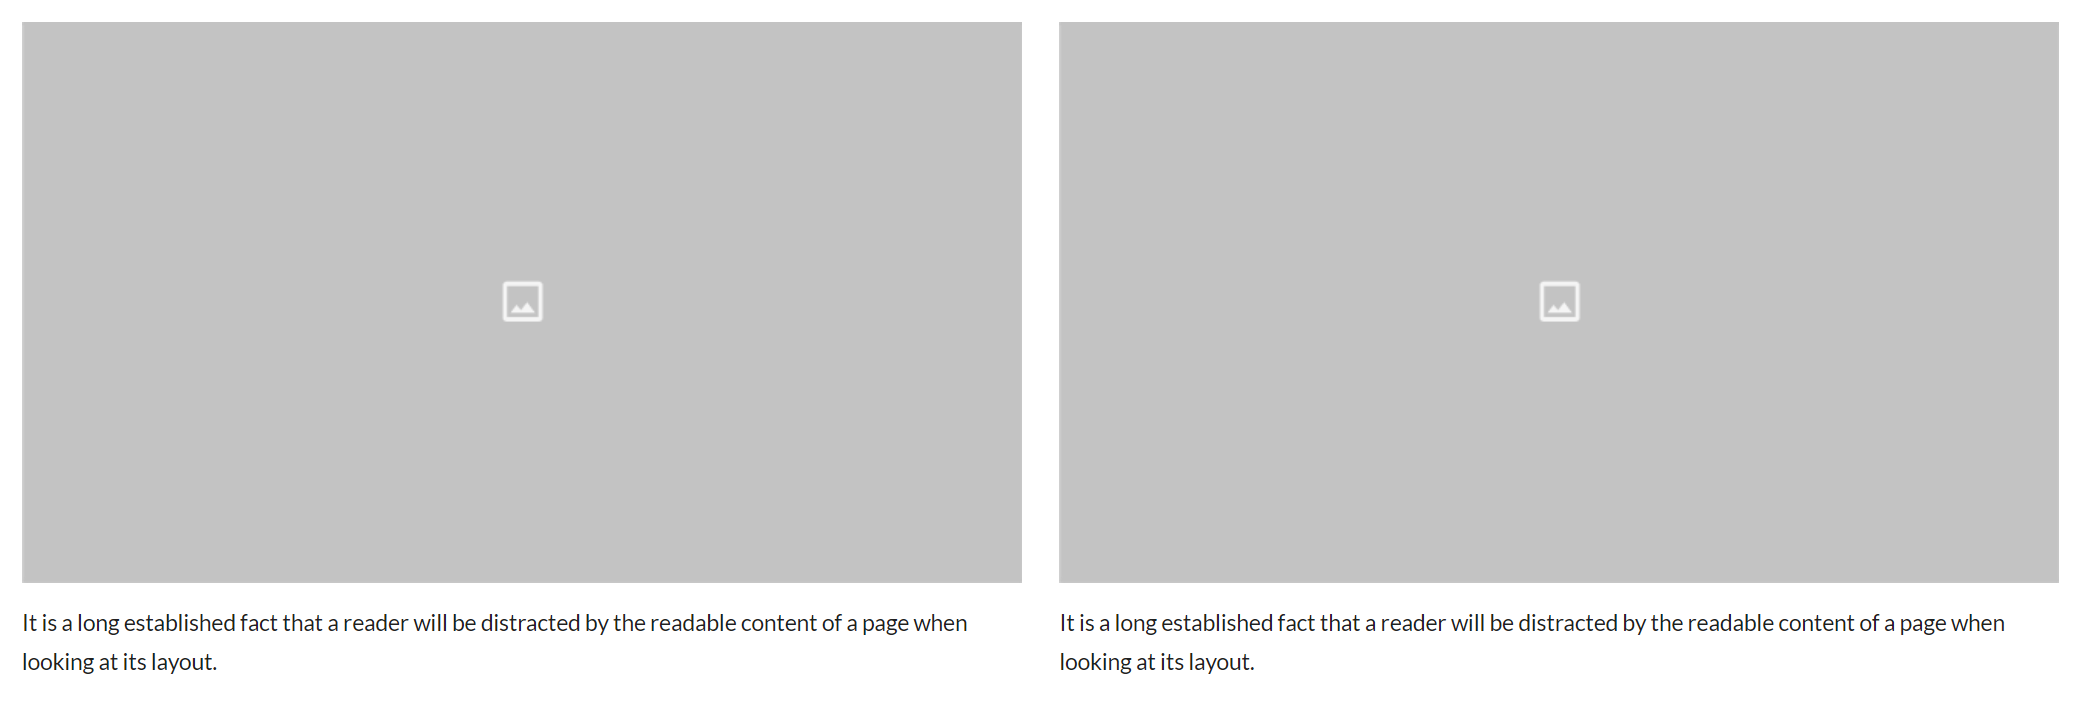 It is a long established fact that a reader will be distracted by the readable content of a page when
looking at its layout.
It is a long established fact that a reader will be distracted by the readable content of a page when
looking at its layout.